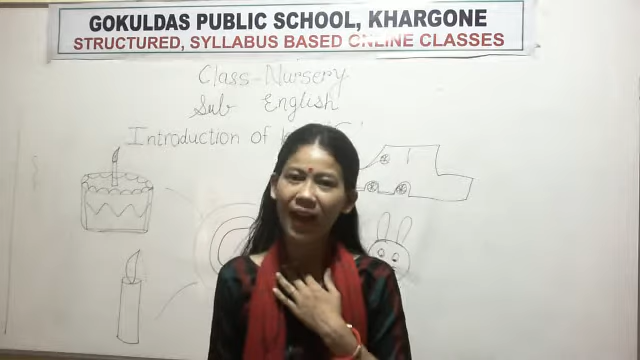 GOKULDAS PUBLIC SCHOOL, KHARGONE
STRUCTURED, SYLLABUS BASED ONLINE CLASSES
Class-Nursery
Sub English
Introduction of